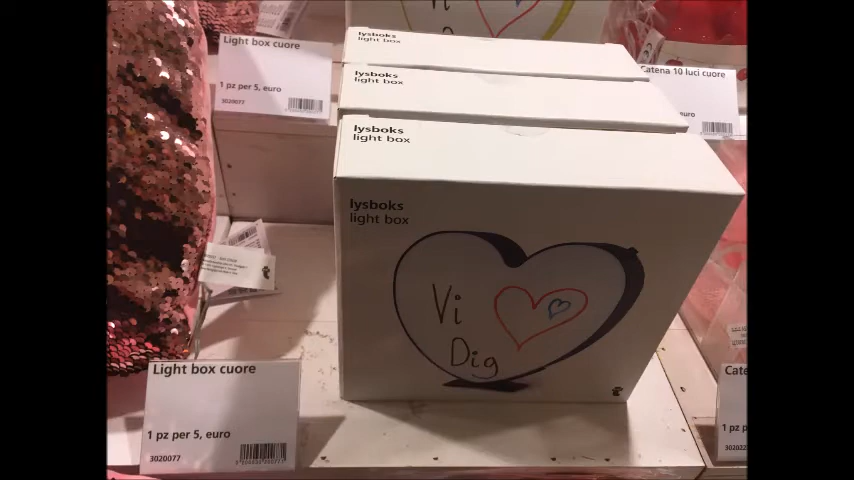 Light box cuore
1 pz per 5, euro
3020077
lysboks
light box
lysboks
light box
lysboks
light box
lysboks
light box
Vi
Dig
Catena 10 luci cuore
euro
Light box cuore
1 pz per 5, euro
3020077
Cate
1 pz p